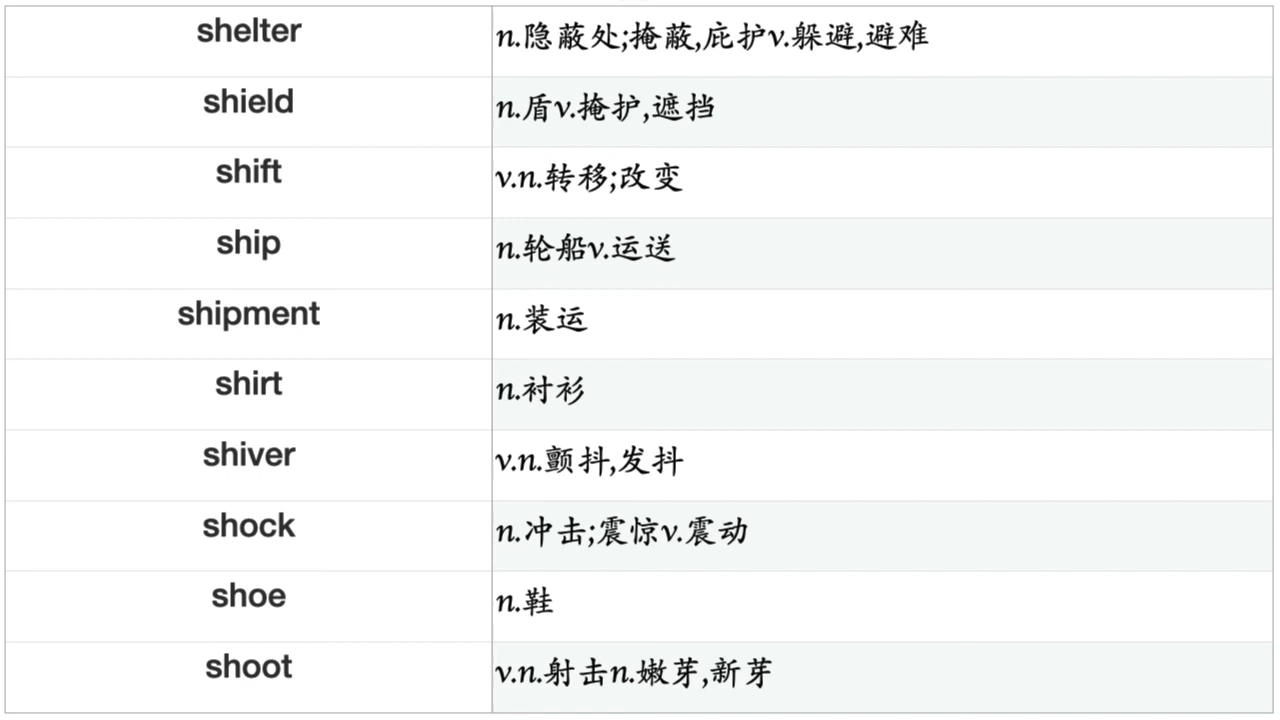 shelter n.隐蔽处;掩蔽,庇护v.躲避,避难
shield n.盾v.掩护,遮挡
shift v.n.转移;改变
ship n.轮船v.运送
shipment n.装运
shirt n.衬衫
shiver v.n.颤抖,发抖
shock n.冲击;震惊v.震动
shoe n.鞋
shoot v.n.射击n.嫩芽,新芽